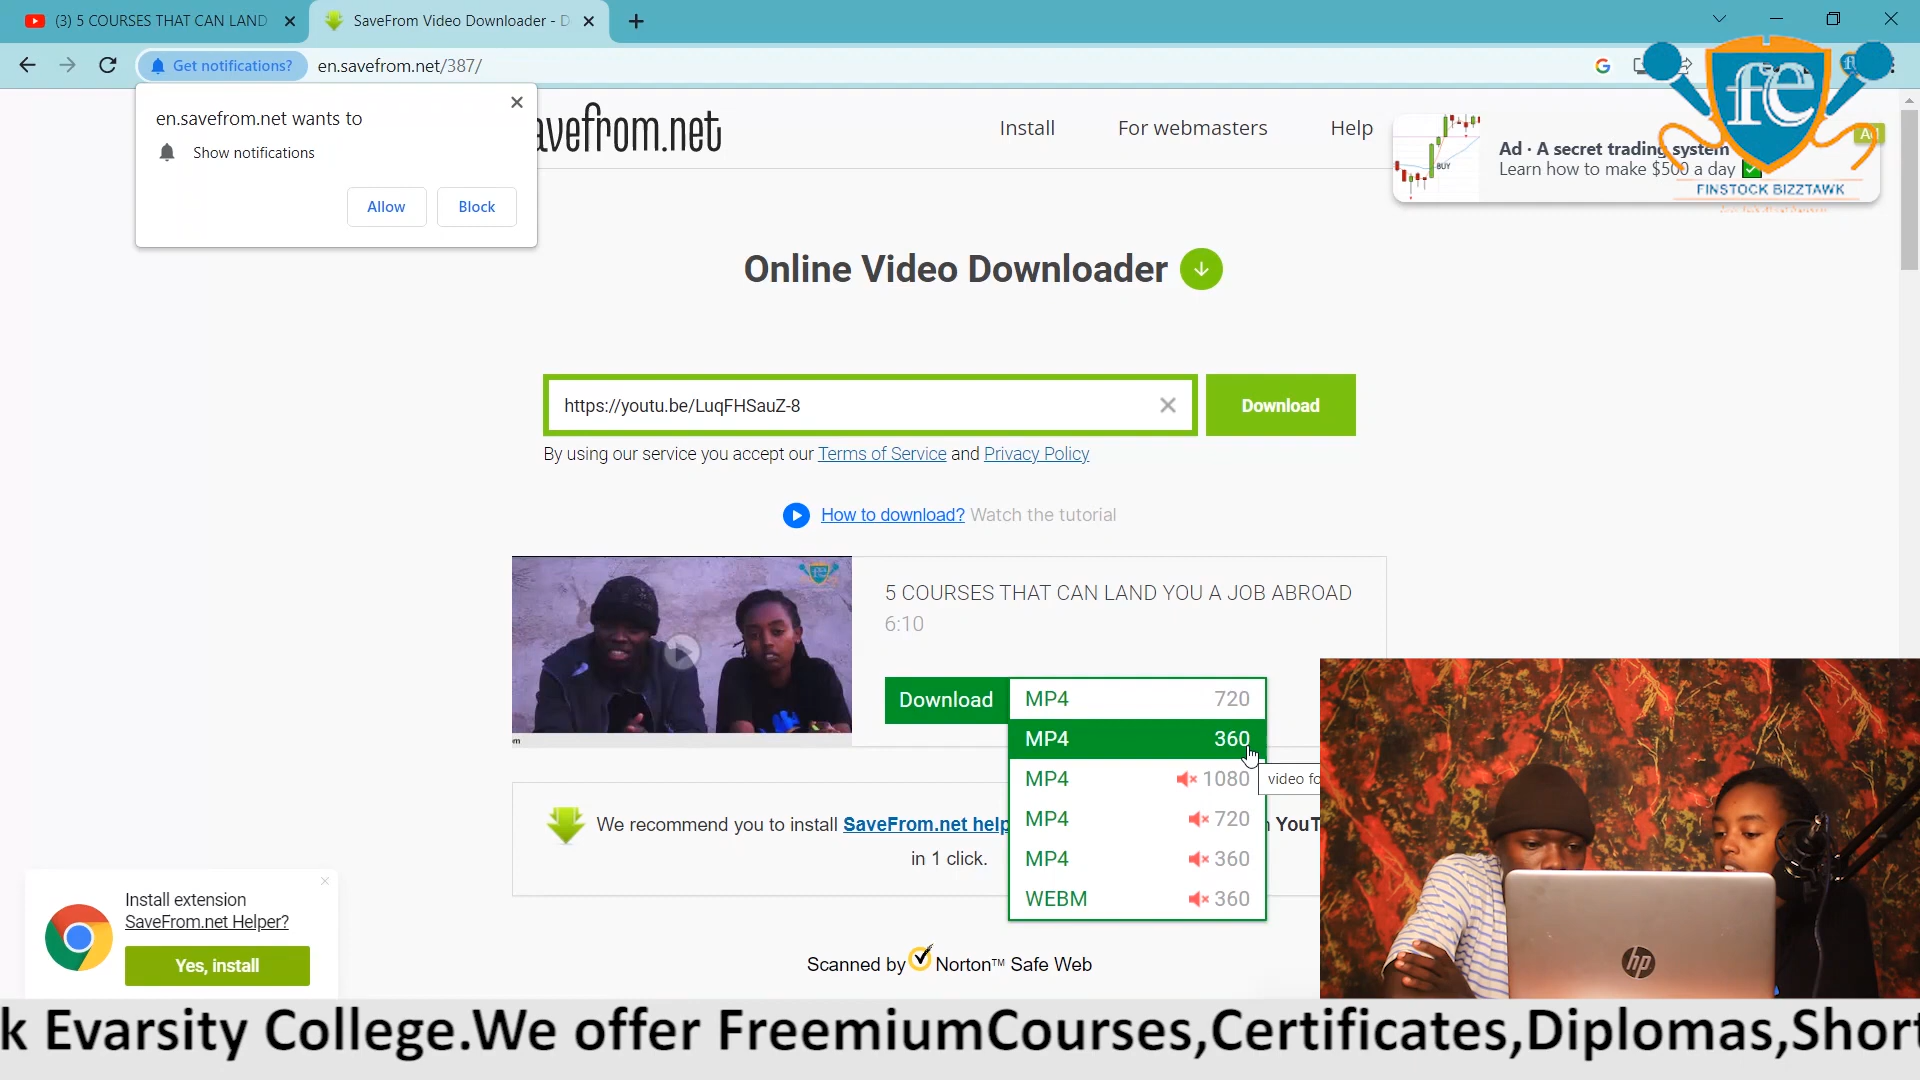 (3) 5 COURSES THAT CAN LAND
SaveFrom Video Downloader - D
Get notifications?
en.savefrom.net/387/
en.savefrom.net wants to
Show notifications
Allow
Block
avefrom.net
Install
For webmasters
Help
Ad · A secret trading system
Learn how to make $500 a day
BUY
Ad
fe
FINSTOCK BIZZTAWK
Online Video Downloader
https://youtu.be/LuqFHSauZ-8
Download
By using our service you accept our Terms of Service and Privacy Policy
How to download? Watch the tutorial
5 COURSES THAT CAN LAND YOU A JOB ABROAD
6:10
Download
MP4 720
MP4 360
MP4 1080
MP4 720
MP4 360
WEBM 360
video fo
We recommend you to install SaveFrom.net help
YouT
in 1 click.
Install extension
SaveFrom.net Helper?
Yes, install
Scanned by Norton™ Safe Web
hp
k Evarsity College.We offer FreemiumCourses,Certificates,Diplomas,Short